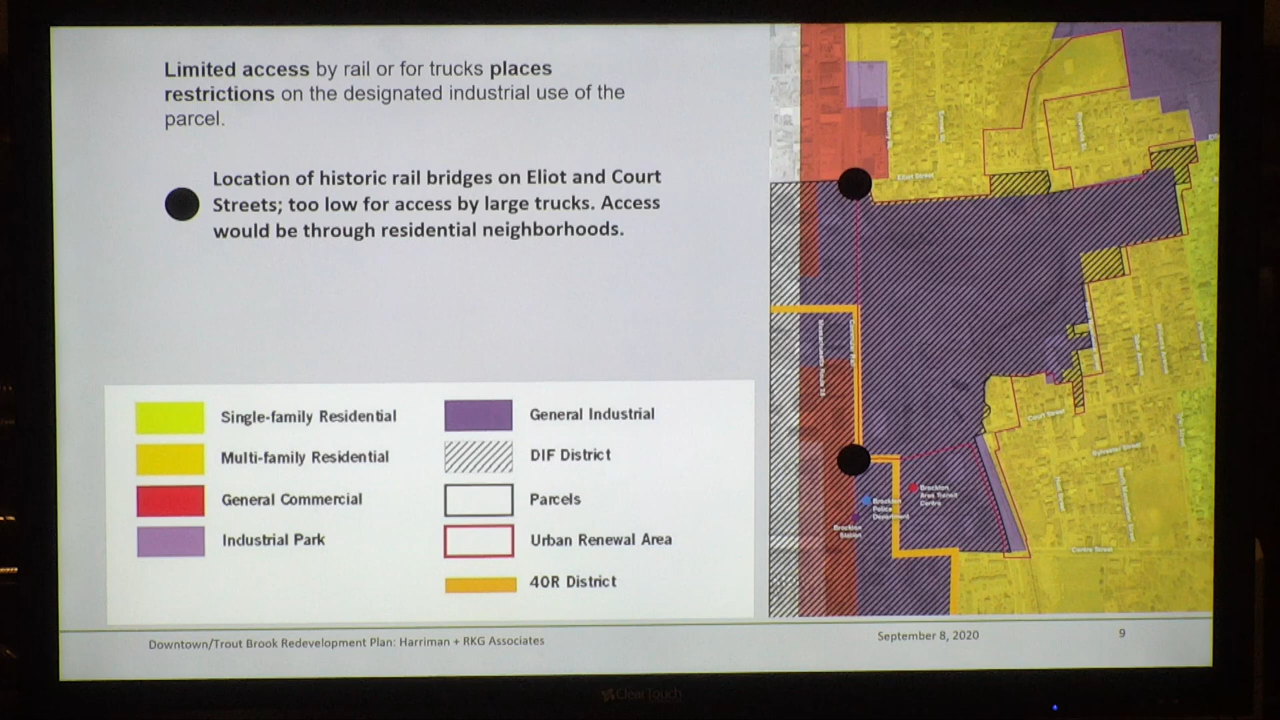 Limited access by rail or for trucks places
restrictions on the designated industrial use of the
parcel.
Location of historic rail bridges on Eliot and Court
Streets; too low for access by large trucks. Access
would be through residential neighborhoods.
Single-family Residential
Multi-family Residential
General Commercial
Industrial Park
General Industrial
DIF District
Parcels
Urban Renewal Area
40R District
Court Street
Sylvester Street
Centre Street
Brockton
Area Transit
Centre
Brockton
Police
Department
Brockton
Station
Downtown/Trout Brook Redevelopment Plan: Harriman + RKG Associates
September 8, 2020
9
ClearTouch